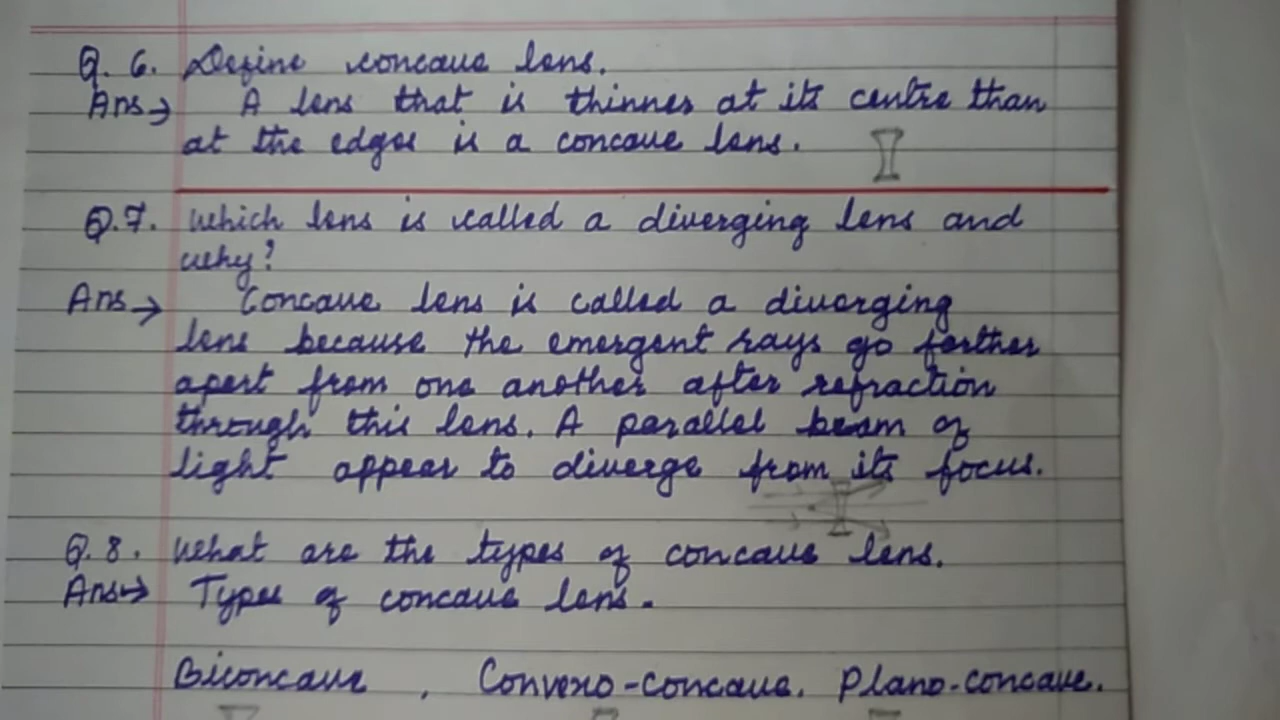 Q. 6. Define concave lens.
Ans→ A lens that is thinner at its centre than
at the edges is a concave lens.
Q.7. Which lens is called a diverging lens and
why?
Ans→ Concave lens is called a diverging
lens because the emergent rays go farther
apart from one another after refraction
through this lens. A parallel beam of
light appear to diverge from its focus.
Q.8. What are the types of concave lens.
Ans→ Types of concave lens.
Biconcave , Convexo-concave. Plano-concave.